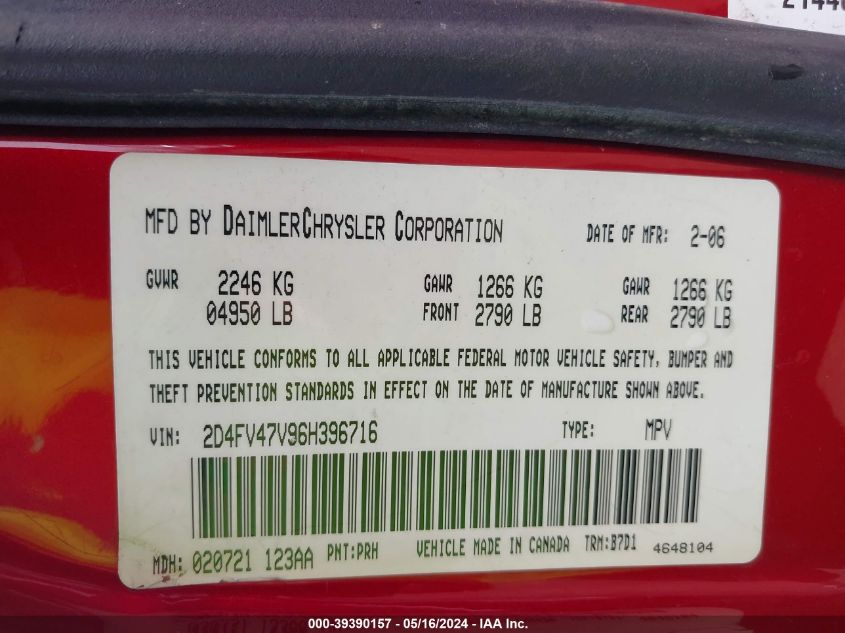 MFD BY DAIMLERCHRYSLER CORPORATION DATE OF MFR: 2-06
GVWR 2246 KG GAWR 1266 KG GAWR 1266 KG
04950 LB FRONT 2790 LB REAR 2790 LB
THIS VEHICLE CONFORMS TO ALL APPLICABLE FEDERAL MOTOR VEHICLE SAFETY, BUMPER AND
THEFT PREVENTION STANDARDS IN EFFECT ON THE DATE OF MANUFACTURE SHOWN ABOVE.
VIN: 2D4FV47V96H396716 TYPE: MPV
MDH: 020721 123AA PNT:PRH VEHICLE MADE IN CANADA TRM:B7D1 4648104
000-39390157 - 05/16/2024 - IAA Inc.